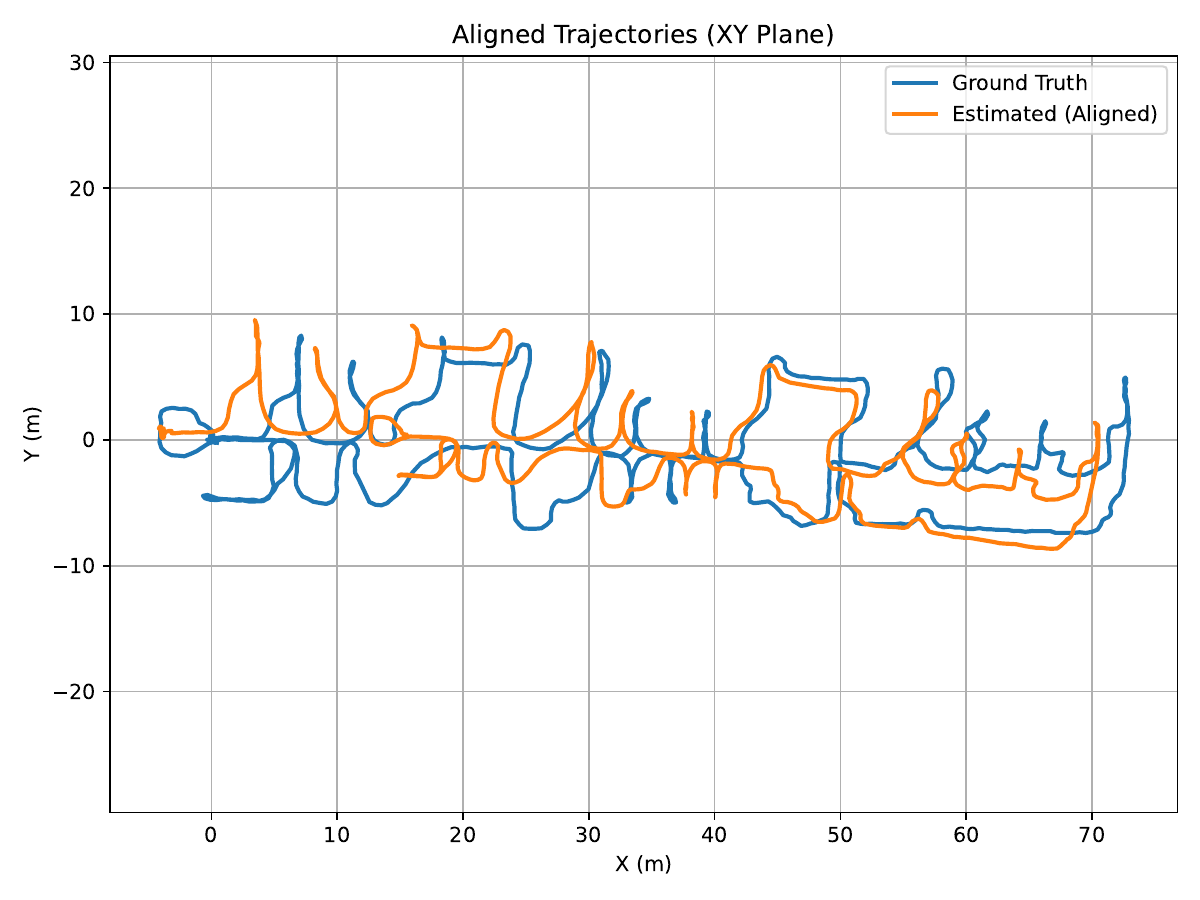 Aligned Trajectories (XY Plane)
Ground Truth
Estimated (Aligned)
30
20
10
0
−10
−20
Y (m)
0 10 20 30 40 50 60 70
X (m)